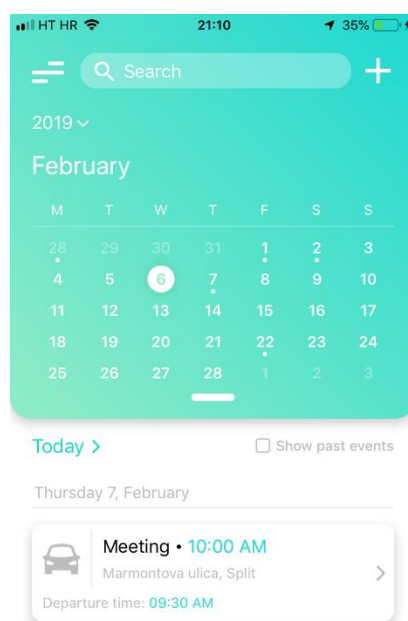 HT HR 21:10 35%
Search
2019
February
M T W T F S S
28 29 30 31 1 2 3
4 5 6 7 8 9 10
11 12 13 14 15 16 17
18 19 20 21 22 23 24
25 26 27 28 1 2 3
Today >
Show past events
Thursday 7, February
Meeting • 10:00 AM
Marmontova ulica, Split
Departure time: 09:30 AM